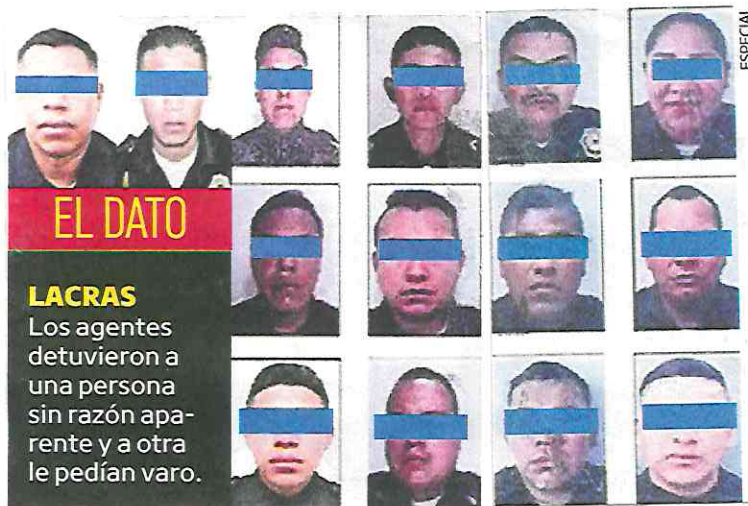 ESPECIAL
EL DATO
LACRAS
Los agentes
detuvieron a
una persona
sin razón apa-
rente y a otra
le pedían varo.